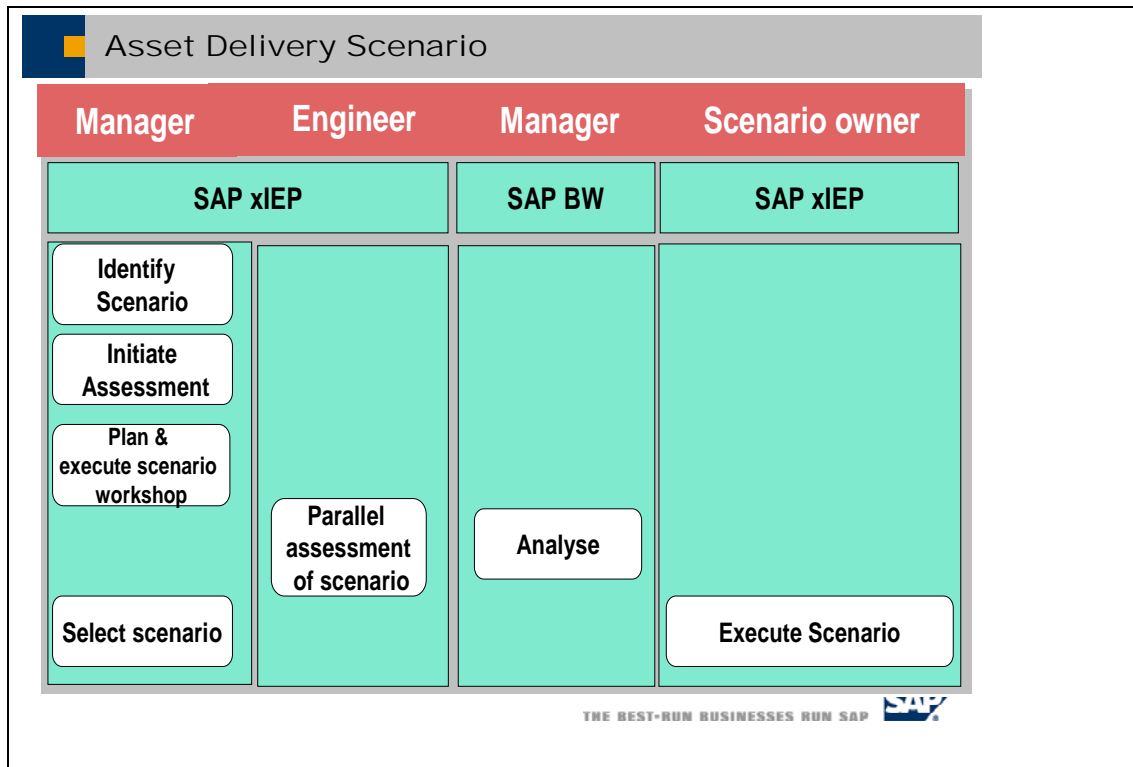 Asset Delivery Scenario
Manager
Engineer
Manager
Scenario owner
SAP xIEP
SAP BW
SAP xIEP
Identify
Scenario
Initiate
Assessment
Plan &
execute scenario
workshop
Parallel
assessment
of scenario
Analyse
Select scenario
Execute Scenario
THE BEST-RUN BUSINESSES RUN SAP
SAP